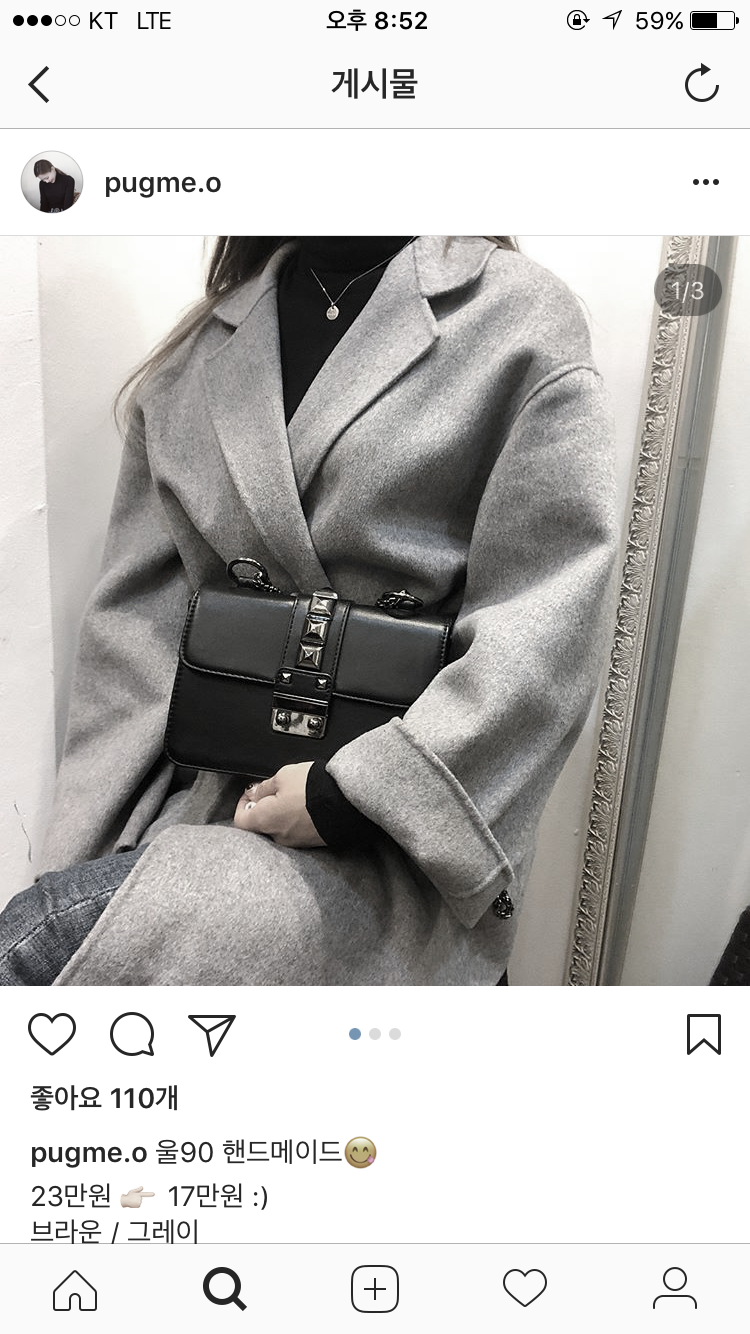 KT LTE 오후 8:52 59%
게시물
pugme.o
1/3
좋아요 110개
pugme.o 울90 핸드메이드😋
23만원 👉🏻 17만원 :)
브라운 / 그레이